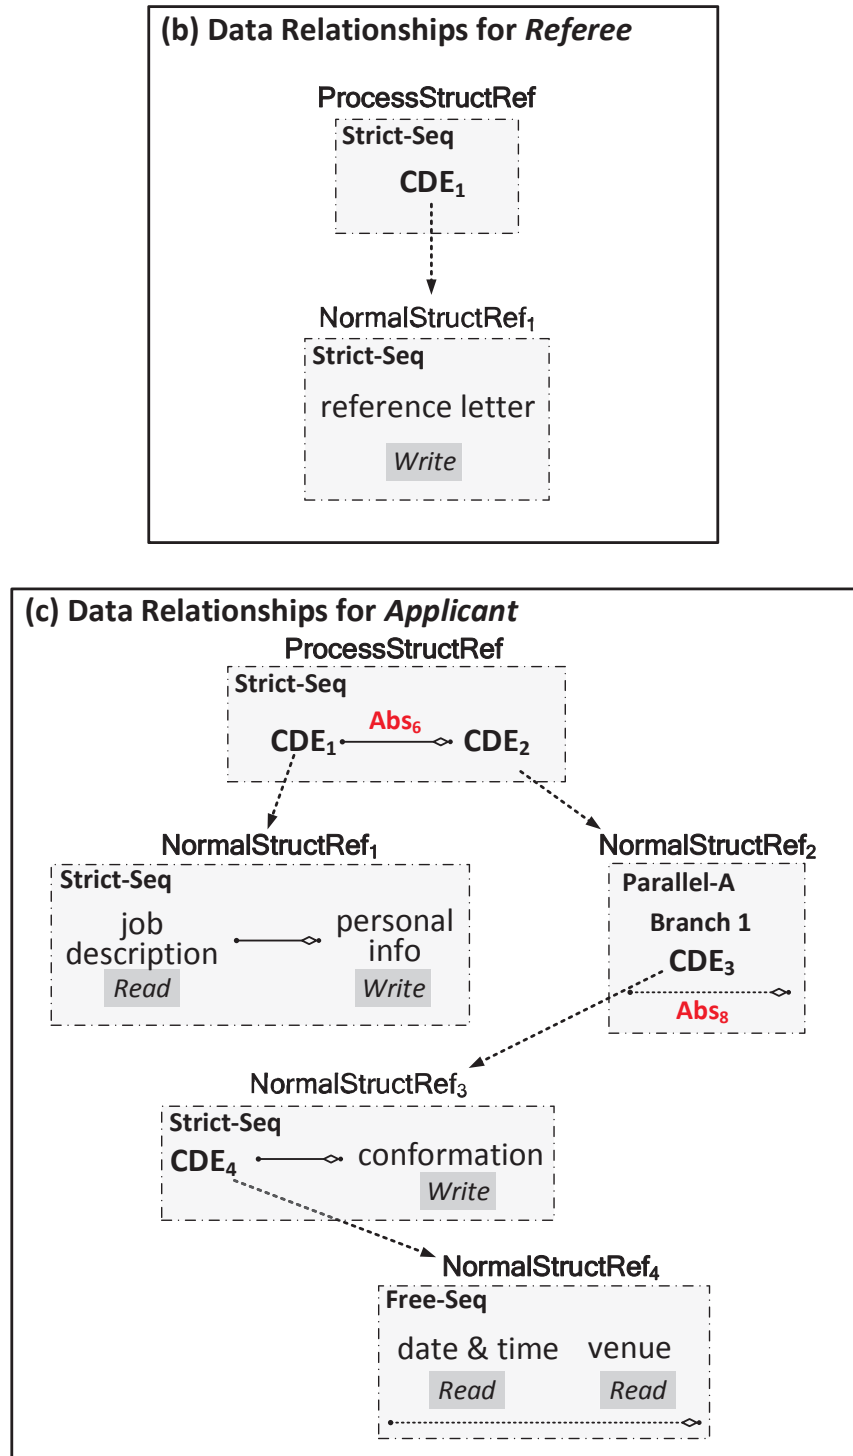 (b) Data Relationships for Referee
ProcessStructRef
Strict-Seq
CDE₁
NormalStructRef₁
Strict-Seq
reference letter
Write
(c) Data Relationships for Applicant
ProcessStructRef
Strict-Seq
Abs₆
CDE₁ CDE₂
NormalStructRef₁
Strict-Seq
job description
Read
personal info
Write
NormalStructRef₂
Parallel-A
Branch 1
CDE₃
Abs₈
NormalStructRef₃
Strict-Seq
CDE₄ conformation
Write
NormalStructRef₄
Free-Seq
date & time venue
Read Read